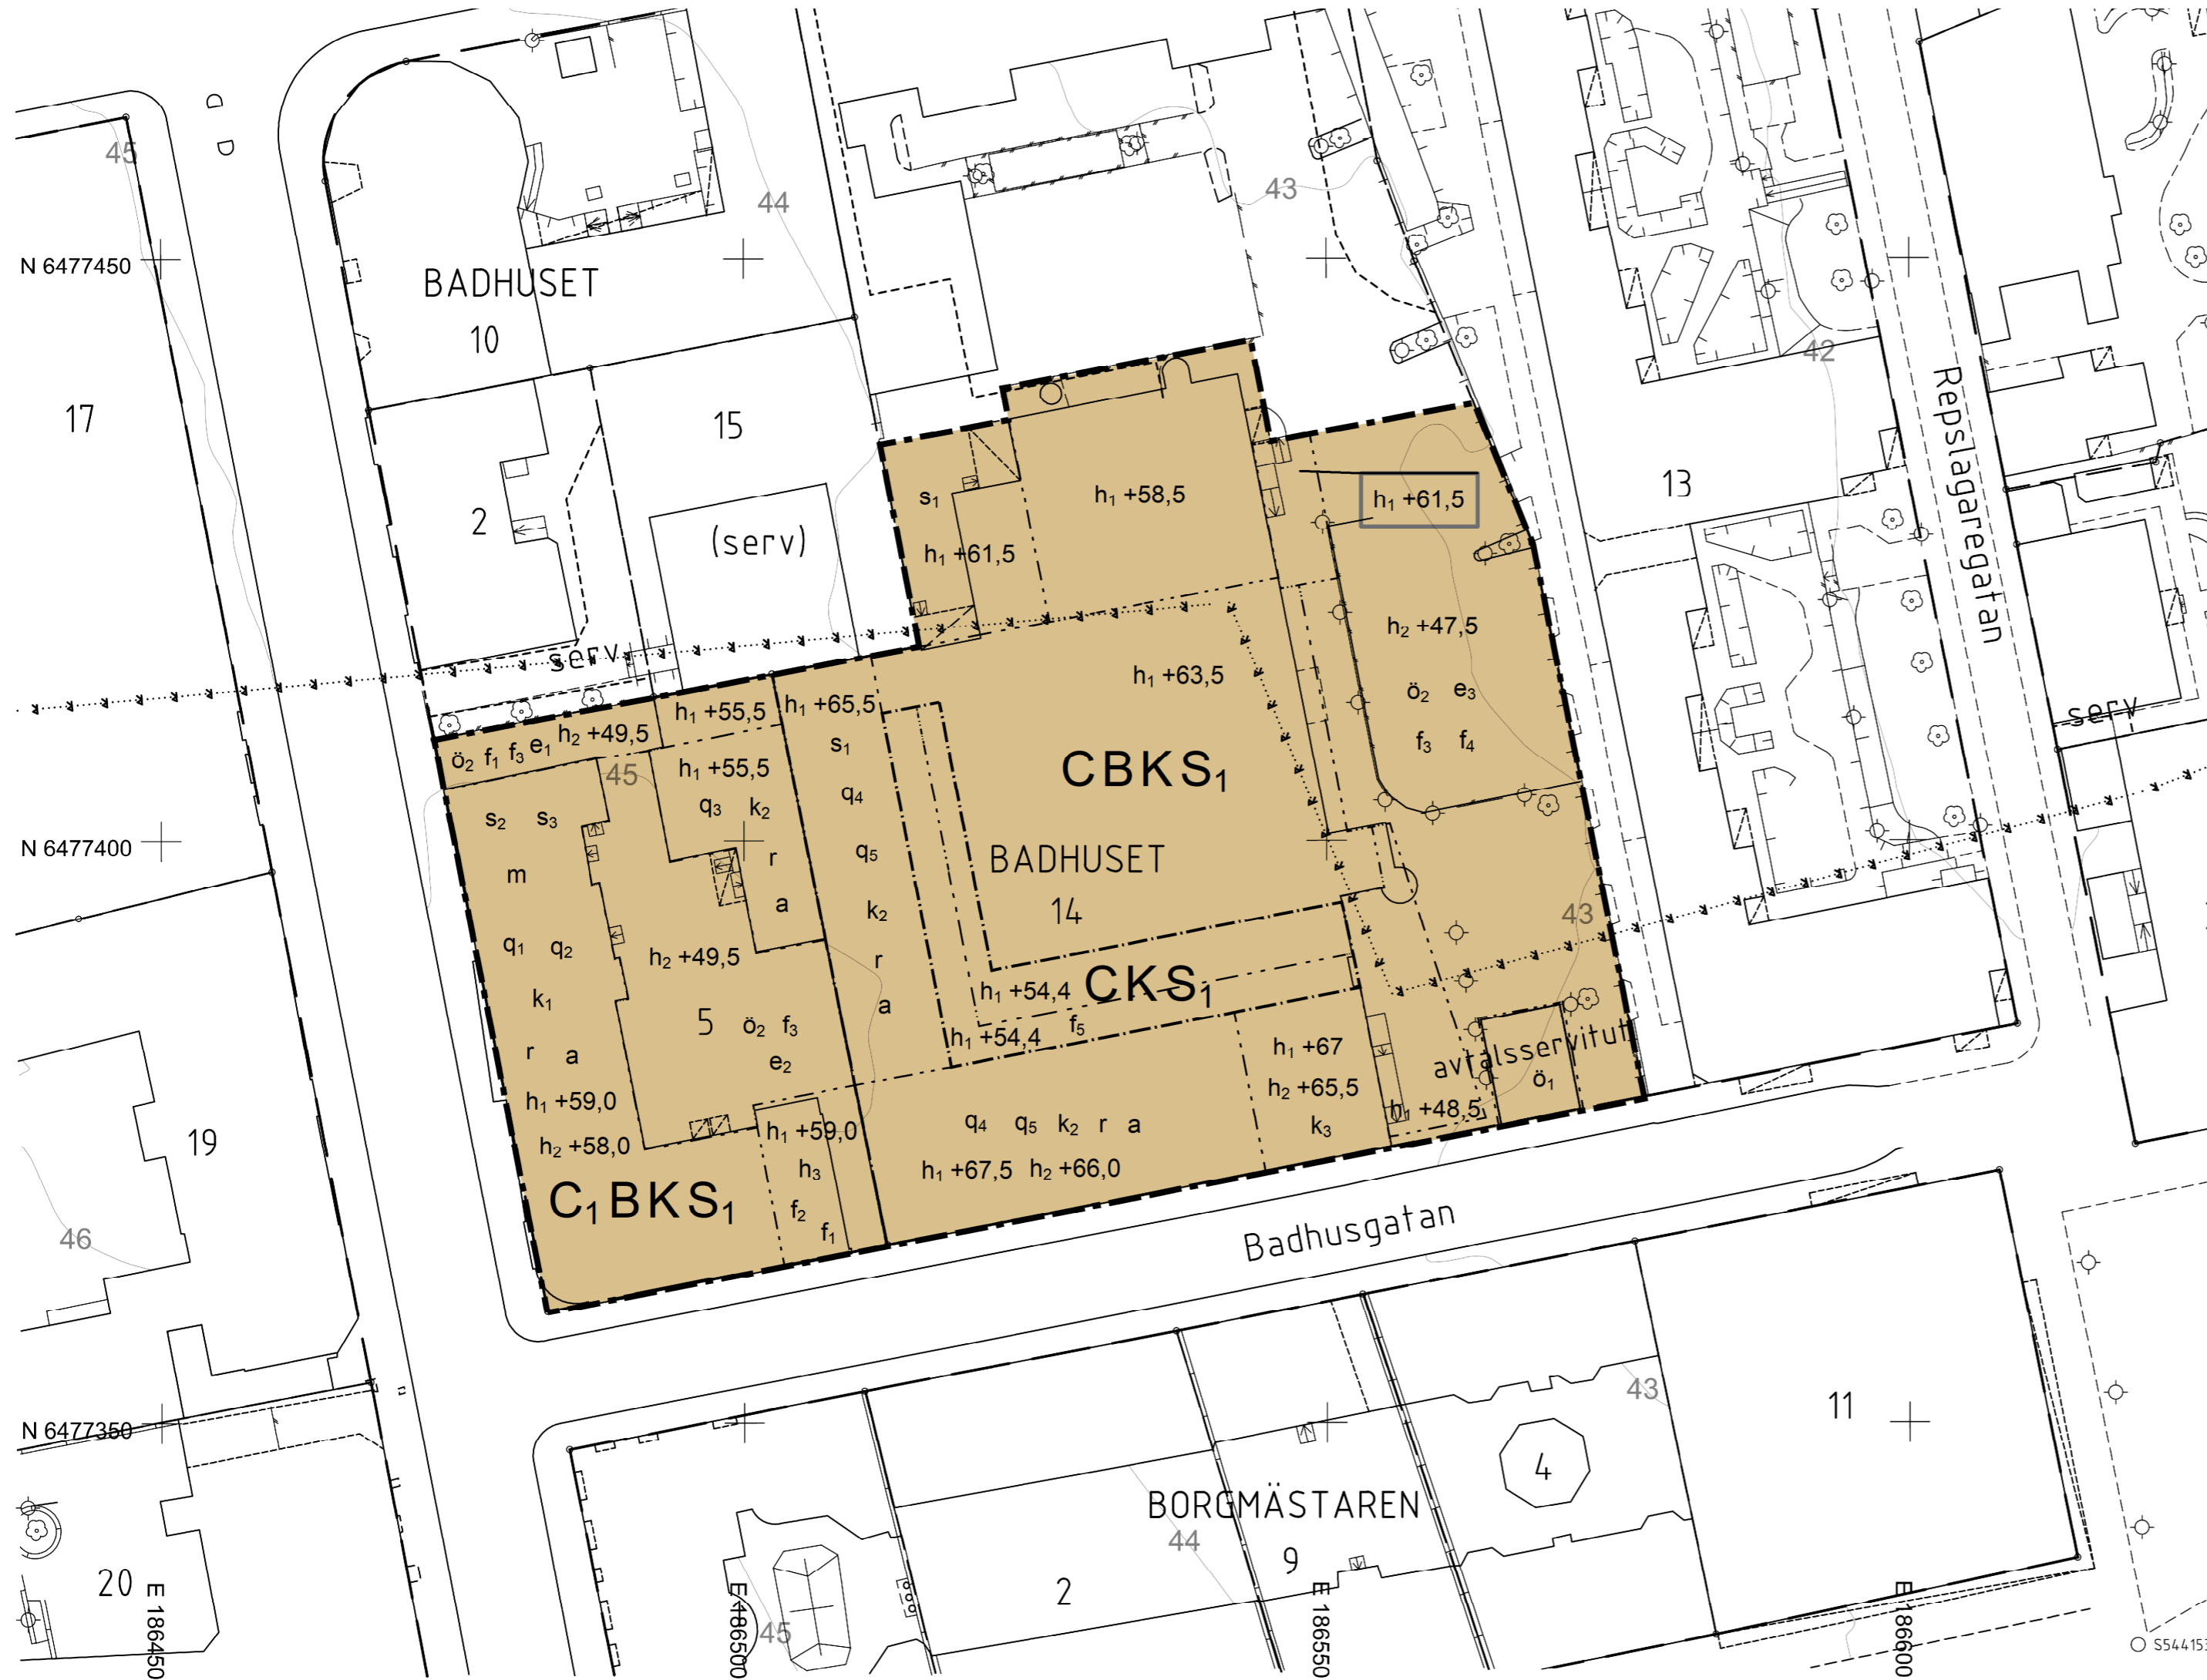 45
44
43
N 6477450
BADHUSET
10
42
17
15
Repslagaregatan
13
2
(serv)
s₁
h₁ +58,5
h₁ +61,5
h₁ +61,5
serv
h₂ +47,5
ö₂ e₃
f₃ f₄
h₁ +63,5
serv
h₁ +55,5
h₁ +65,5
ö₂ f₁ f₃ e₁ h₂ +49,5
45
h₁ +55,5
q₃ k₂
r
a
s₁
q₄
q₅
k₂
r
a
CBKS₁
N 6477400
s₂ s₃
m
q₁ q₂
k₁
r a
h₁ +59,0
h₂ +58,0
h₂ +49,5
5 ö₂ f₃
e₂
BADHUSET
14
43
h₁ +54,4
CKS₁
h₁ +54,4
f₅
h₁ +67
h₂ +65,5
k₃
avtalsservitut
ö₁
h₁ +48,5
19
h₁ +59,0
h₃
f₂
f₁
q₄ q₅ k₂ r a
h₁ +67,5 h₂ +66,0
C₁BKS₁
46
Badhusgatan
N 6477350
43
11
4
BORGMÄSTAREN
44
9
2
20
45
E 186450
E 186500
E 186550
E 186600
S544153